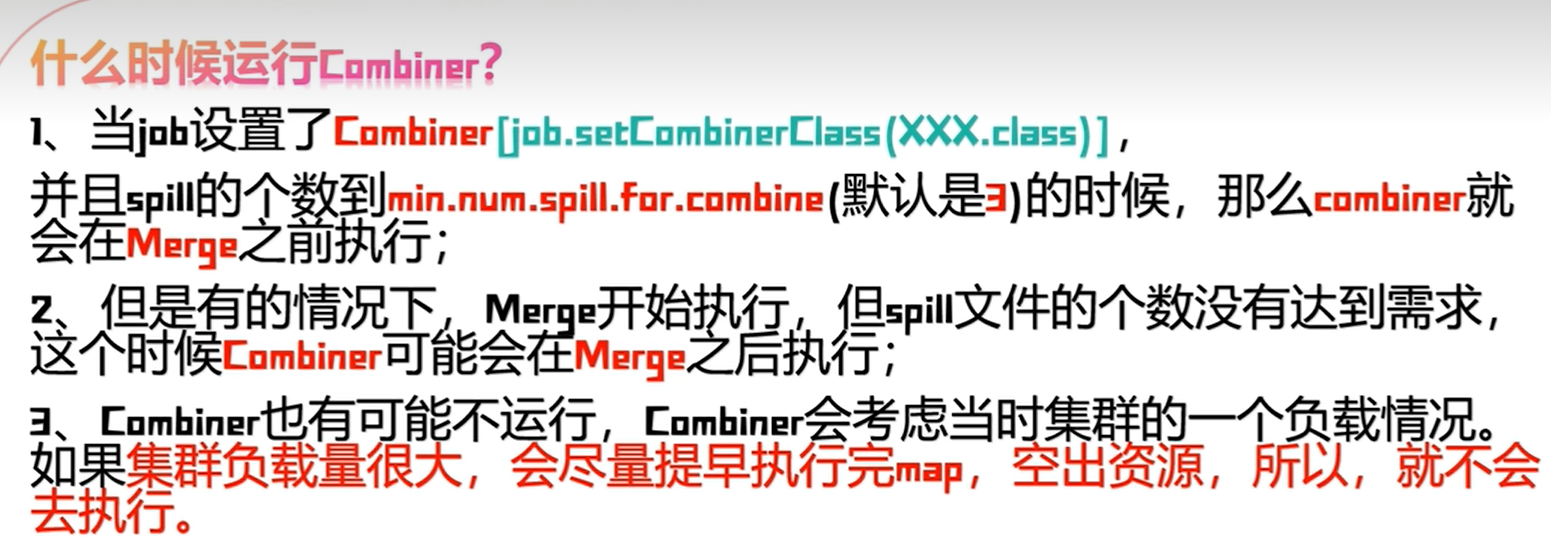 什么时候运行Combiner?
1、当job设置了Combiner[job.setCombinerClass(XXX.class)],
并且spill的个数到min.num.spill.for.combine(默认是3)的时候，那么combiner就
会在Merge之前执行；
2、但是有的情况下，Merge开始执行，但spill文件的个数没有达到需求，
这个时候Combiner可能会在Merge之后执行；
3、Combiner也有可能不运行，Combiner会考虑当时集群的一个负载情况。
如果集群负载量很大，会尽量提早执行完map，空出资源，所以，就不会
去执行。